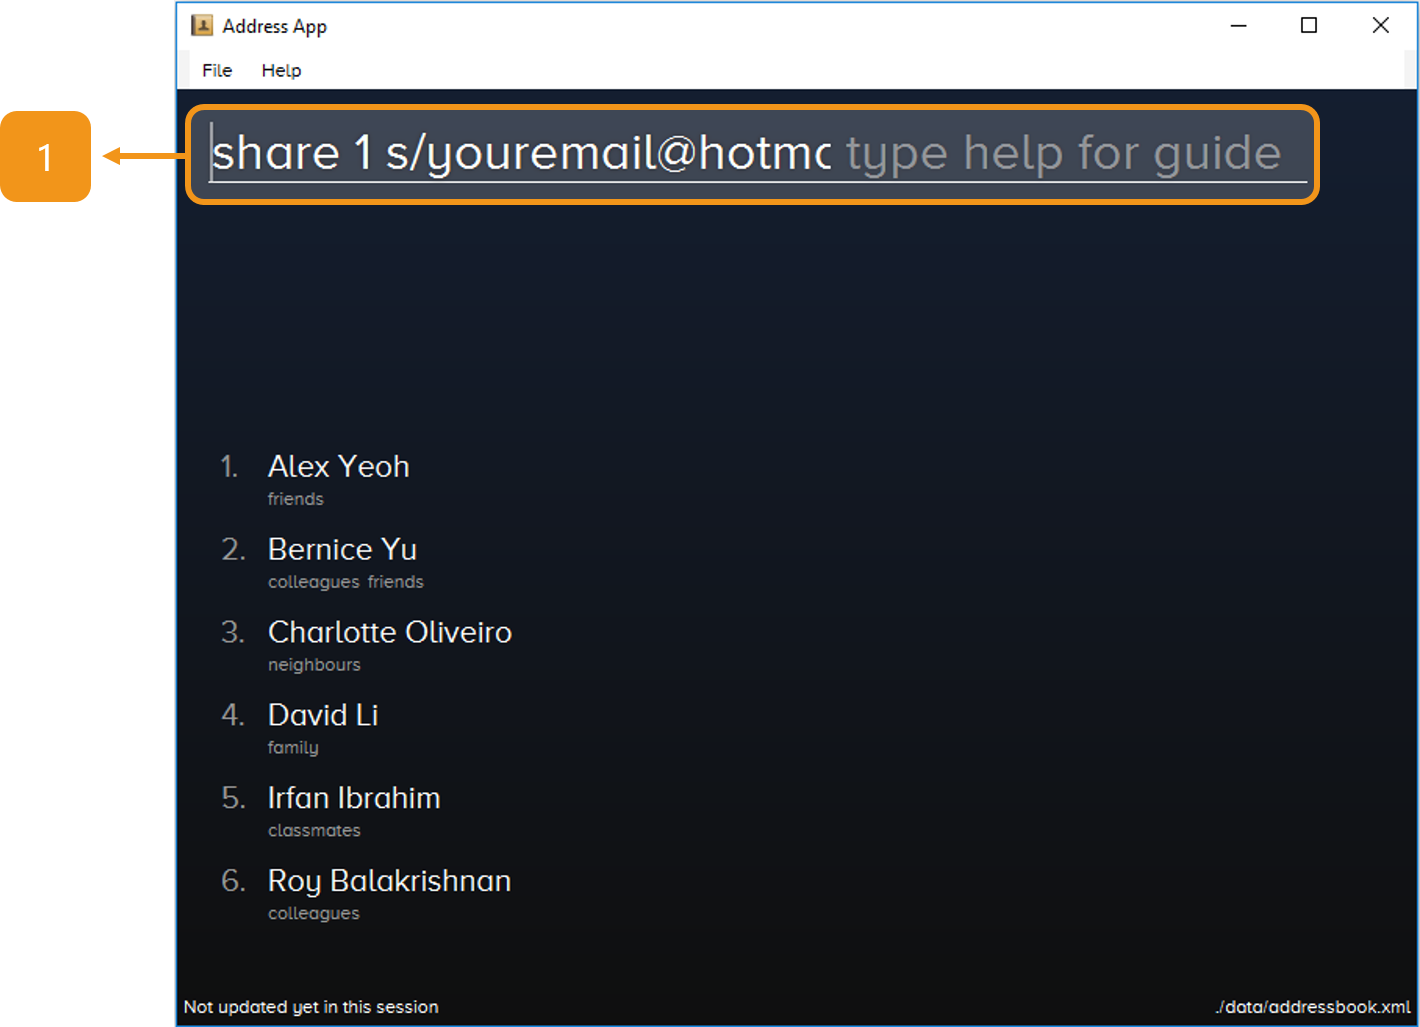 Address App
File Help
1
share 1 s/youremail@hotmc type help for guide
1. Alex Yeoh
friends
2. Bernice Yu
colleagues friends
3. Charlotte Oliveiro
neighbours
4. David Li
family
5. Irfan Ibrahim
classmates
6. Roy Balakrishnan
colleagues
Not updated yet in this session ./data/addressbook.xml